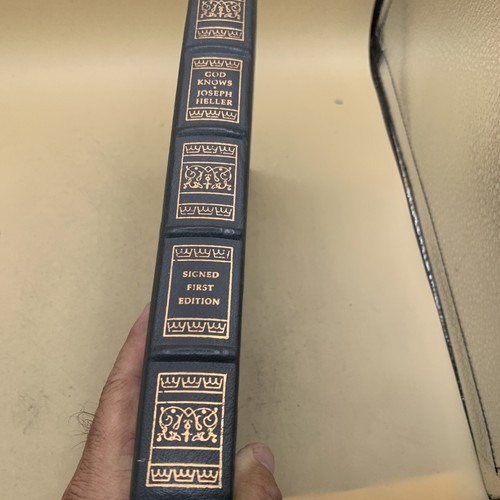 GOD
KNOWS
•
JOSEPH
HELLER
SIGNED
FIRST
EDITION